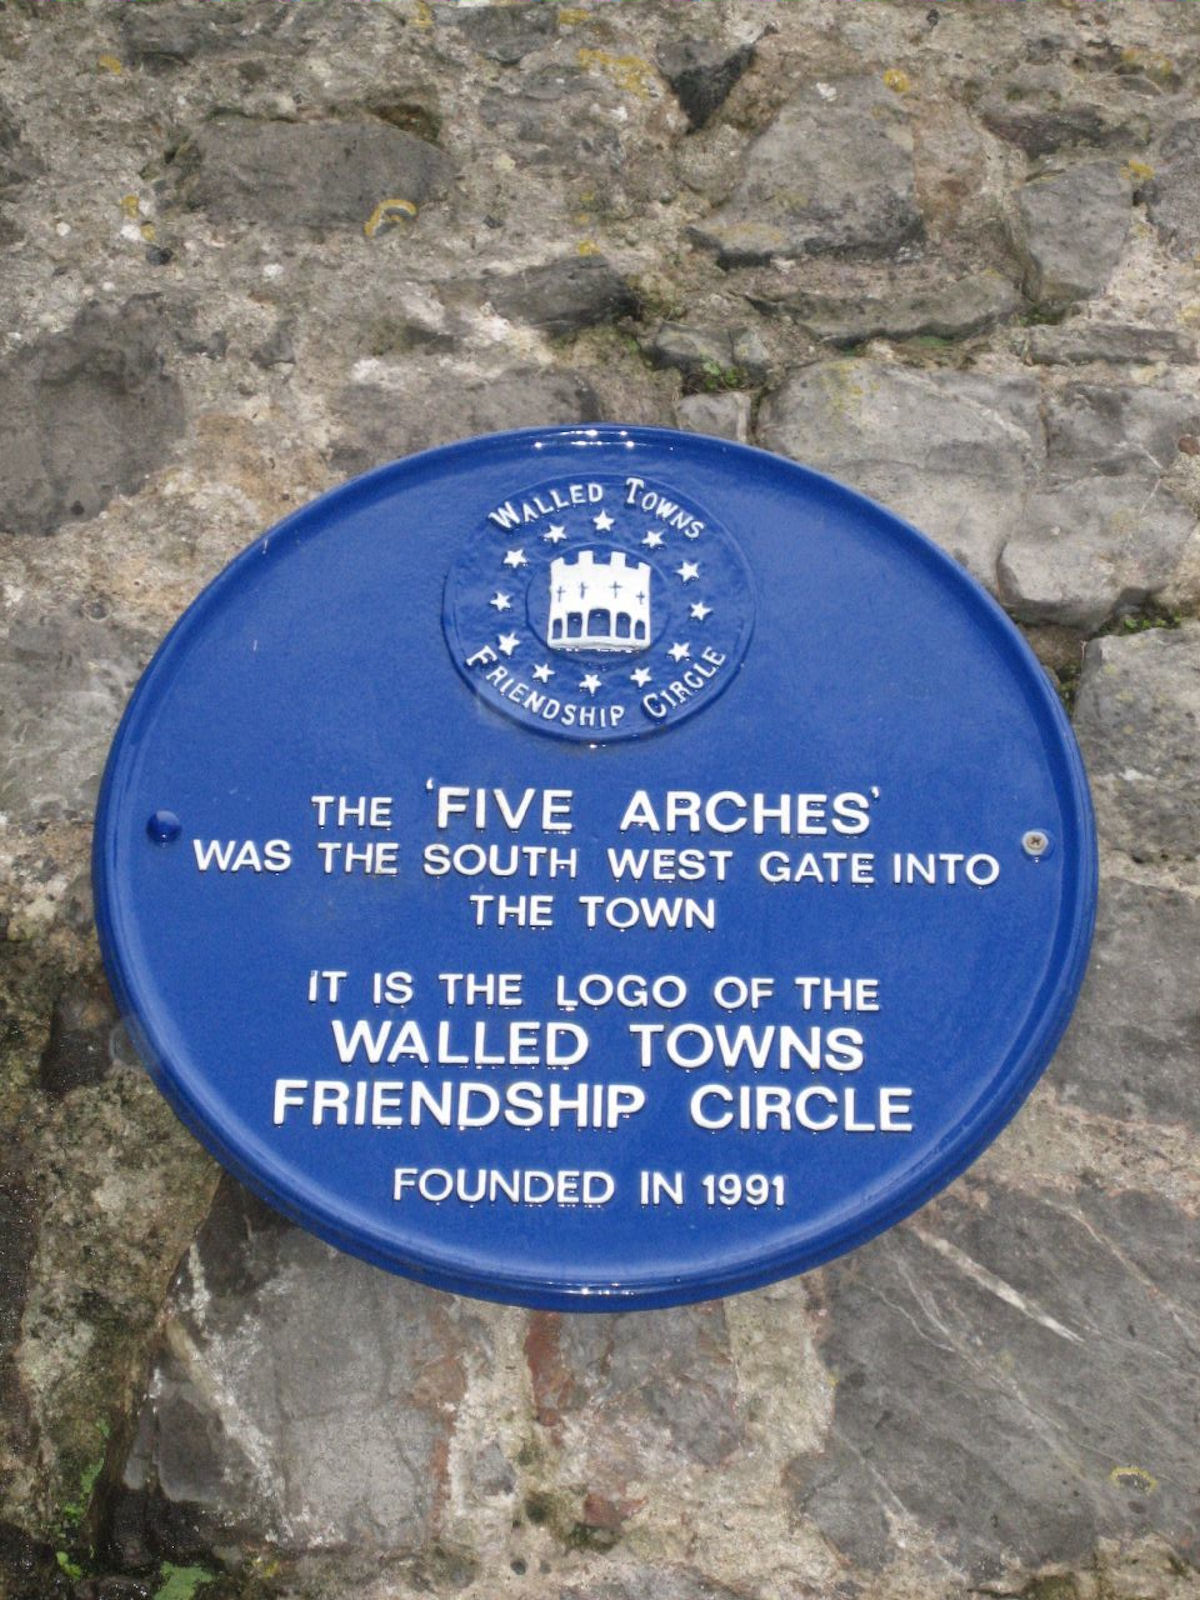 WALLED TOWNS
FRIENDSHIP CIRCLE
THE 'FIVE ARCHES'
WAS THE SOUTH WEST GATE INTO
THE TOWN
IT IS THE LOGO OF THE
WALLED TOWNS
FRIENDSHIP CIRCLE
FOUNDED IN 1991